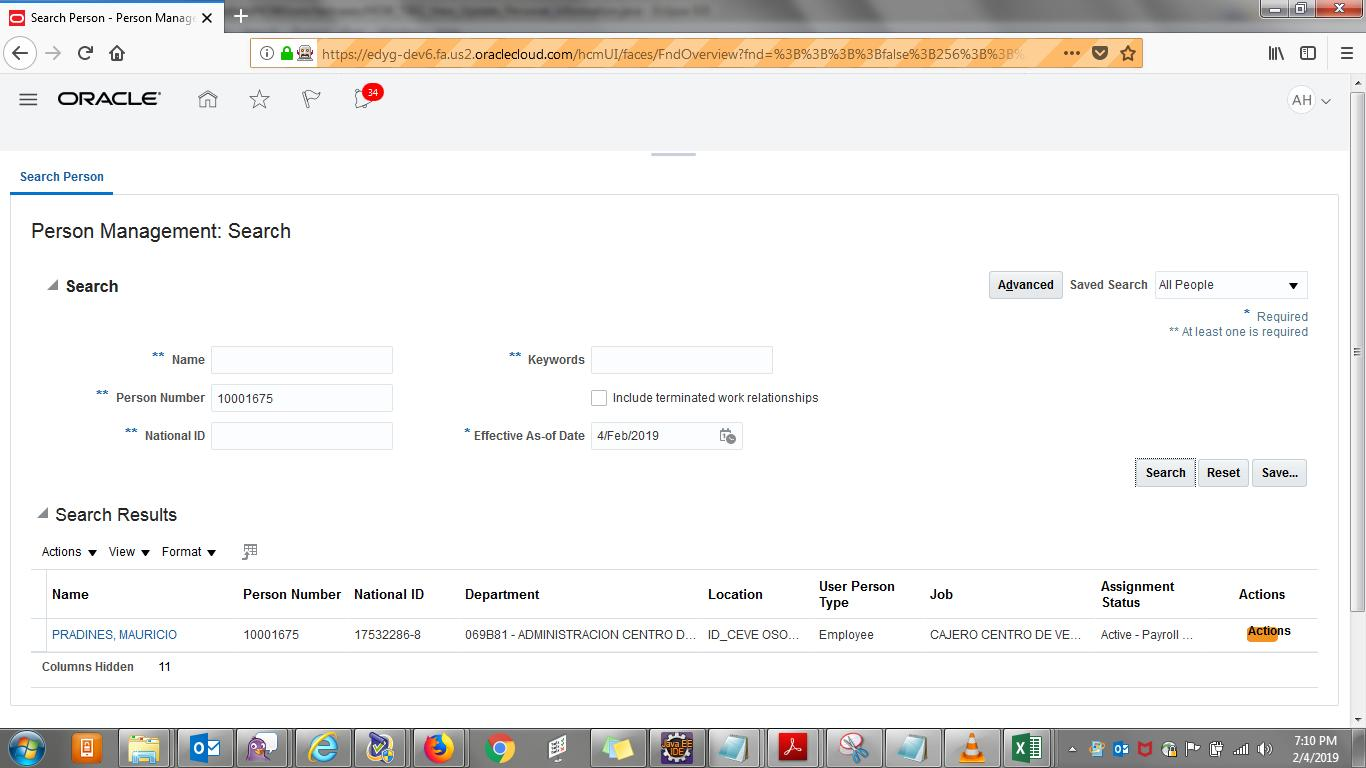 Search Person - Person Manage
https://edyg-dev6.fa.us2.oraclecloud.com/hcmUI/faces/FndOverview?fnd=%3B%3B%3B%3Bfalse%3B256%3B%3B%
ORACLE
34
AH
Search Person
Person Management: Search
Search
Advanced Saved Search All People
* Required
** At least one is required
** Name ** Keywords
** Person Number 10001675 Include terminated work relationships
** National ID * Effective As-of Date 4/Feb/2019
Search Reset Save...
Search Results
Actions View Format
Name Person Number National ID Department Location User Person Type Job Assignment Status Actions
PRADINES, MAURICIO 10001675 17532286-8 069B81 - ADMINISTRACION CENTRO D... ID_CEVE OSO... Employee CAJERO CENTRO DE VE... Active - Payroll ... Actions
Columns Hidden 11
Java EE
IDE
7:10 PM
2/4/2019